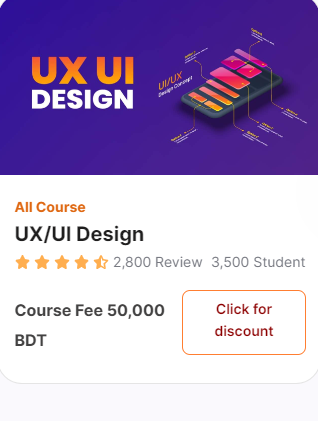 UX UI
DESIGN
UI/UX
Design Concept
All Course
UX/UI Design
2,800 Review 3,500 Student
Course Fee 50,000
BDT
Click for
discount